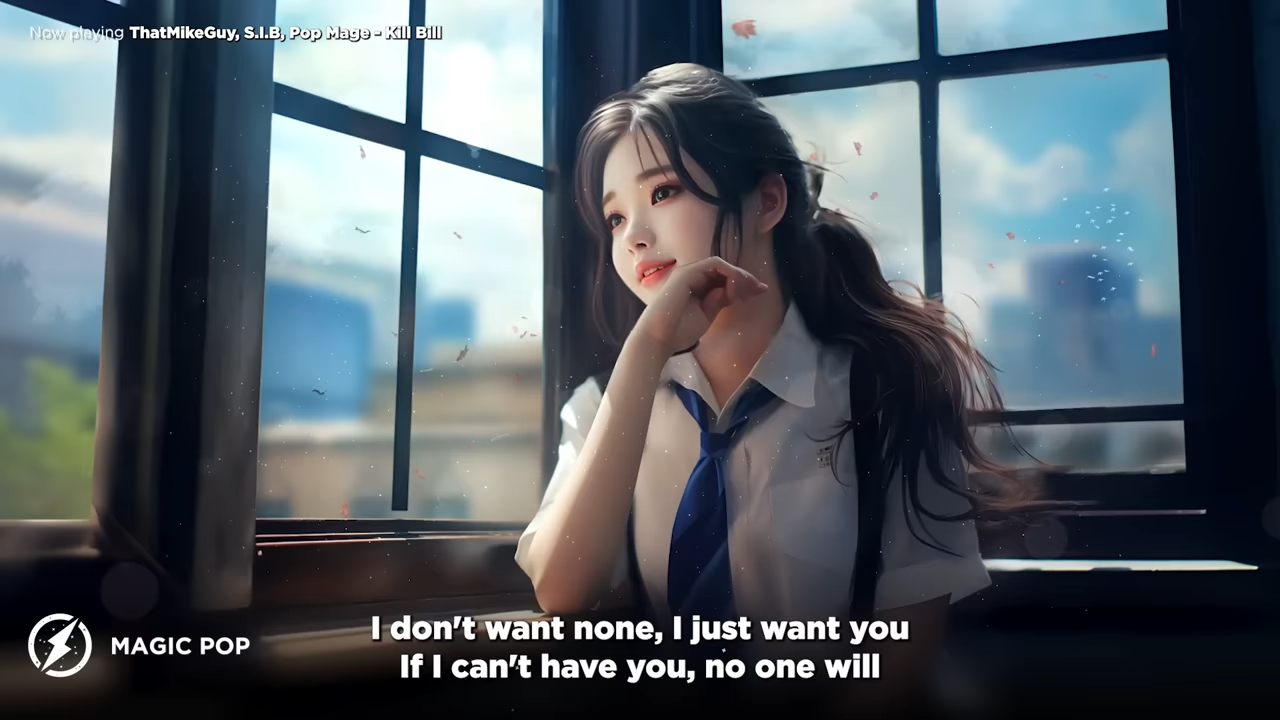 Now playing ThatMikeGuy, S.I.B, Pop Mage - Kill Bill
MAGIC POP
I don't want none, I just want you
If I can't have you, no one will